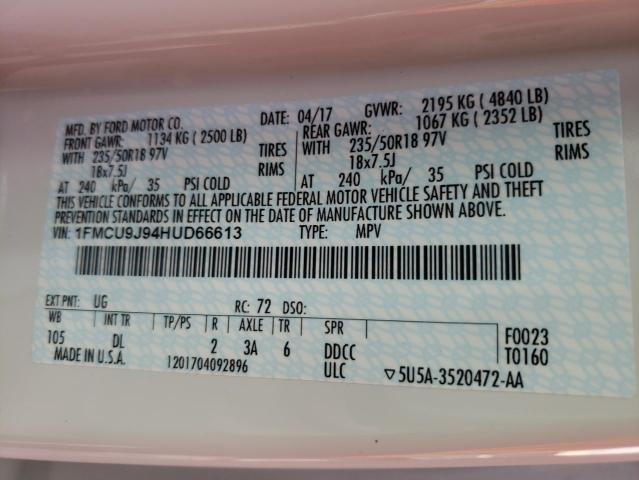 MFD. BY FORD MOTOR CO. DATE: 04/17 GVWR: 2195 KG ( 4840 LB)
FRONT GAWR: 1134 KG ( 2500 LB) REAR GAWR: 1067 KG ( 2352 LB)
WITH 235/50R18 97V TIRES WITH 235/50R18 97V TIRES
18x7.5J RIMS 18x7.5J RIMS
AT 240 kPa/ 35 PSI COLD AT 240 kPa/ 35 PSI COLD
THIS VEHICLE CONFORMS TO ALL APPLICABLE FEDERAL MOTOR VEHICLE SAFETY AND THEFT
PREVENTION STANDARDS IN EFFECT ON THE DATE OF MANUFACTURE SHOWN ABOVE.
VIN: 1FMCU9J94HUD66613 TYPE: MPV
EXT PNT: UG RC: 72 DSO:
WB INT TR TP/PS R AXLE TR SPR F0023
105 DL 2 3A 6 DDCC T0160
MADE IN U.S.A. 1201704092896 ULC ▽5U5A-3520472-AA